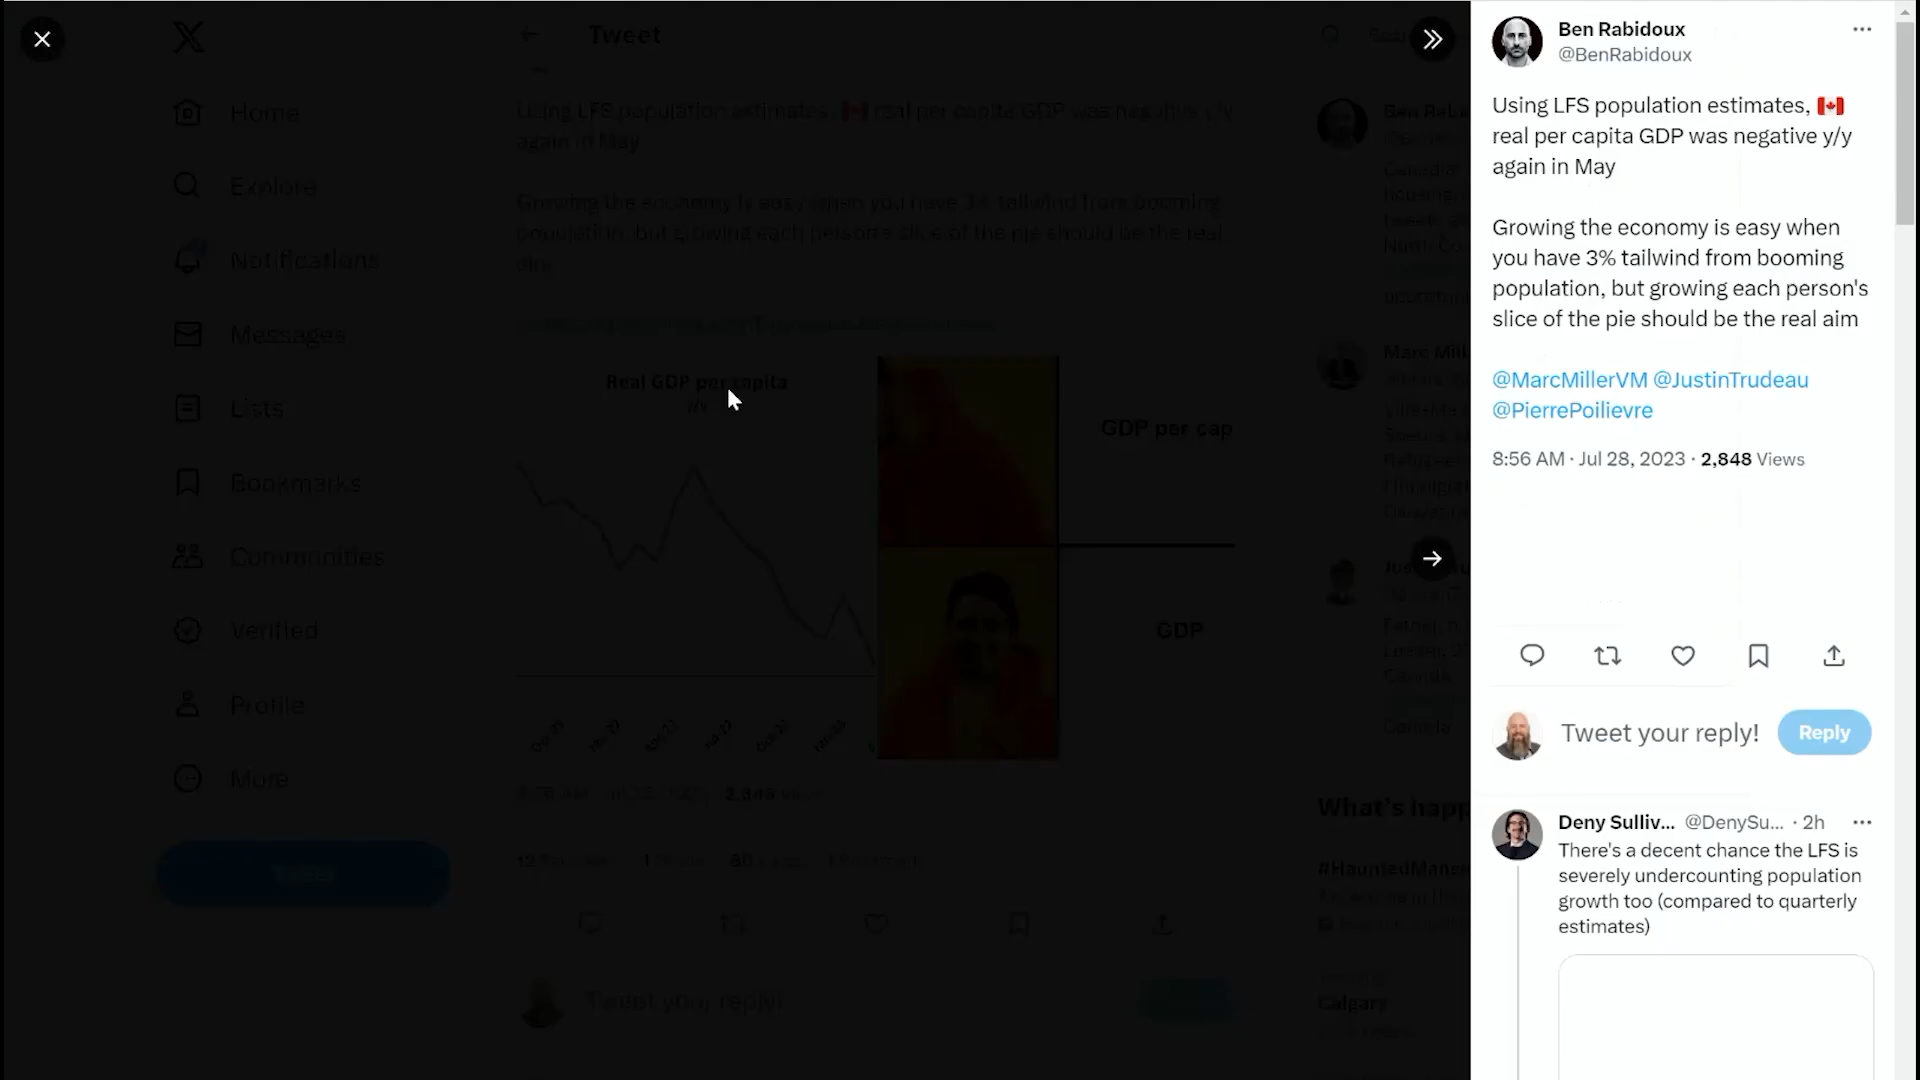 Tweet
Home
Explore
Notifications
Messages
Lists
Bookmarks
Communities
Verified
Profile
More
Tweet
Using LFS population estimates, 🇨🇦 real per capita GDP was negative y/y
again in May
Growing the economy is easy when you have 3% tailwind from booming
population, but growing each person's slice of the pie should be the real
aim
Real GDP per capita
y/y
GDP per cap
GDP
2,848
Tweet your reply!
Marc Mill
What's happ
#HauntedMans
Calgary
Ben Rabidoux
@BenRabidoux
Using LFS population estimates, 🇨🇦
real per capita GDP was negative y/y
again in May
Growing the economy is easy when
you have 3% tailwind from booming
population, but growing each person's
slice of the pie should be the real aim
@MarcMillerVM @JustinTrudeau
@PierrePoilievre
8:56 AM · Jul 28, 2023 · 2,848 Views
Tweet your reply!
Reply
Deny Sulliv... @DenySu... · 2h
There's a decent chance the LFS is
severely undercounting population
growth too (compared to quarterly
estimates)